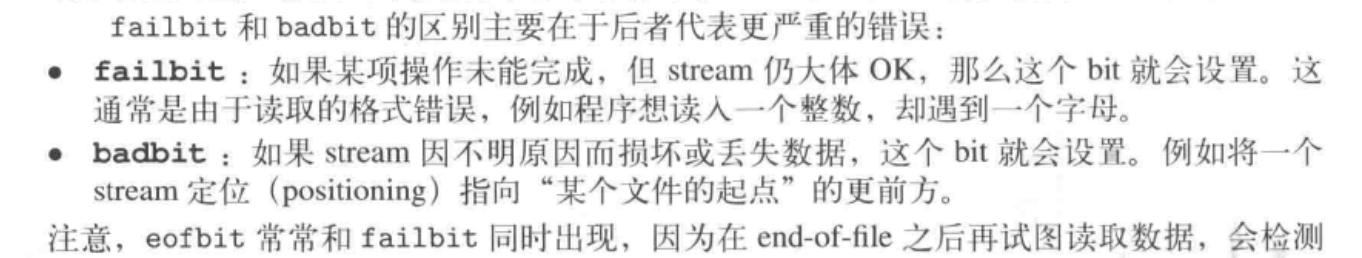 failbit 和 badbit 的区别主要在于后者代表更严重的错误：
• failbit ：如果某项操作未能完成，但 stream 仍大体 OK，那么这个 bit 就会设置。这
通常是由于读取的格式错误，例如程序想读入一个整数，却遇到一个字母。
• badbit ：如果 stream 因不明原因而损坏或丢失数据，这个 bit 就会设置。例如将一个
stream 定位（positioning）指向“某个文件的起点”的更前方。
注意，eofbit 常常和 failbit 同时出现，因为在 end-of-file 之后再试图读取数据，会检测